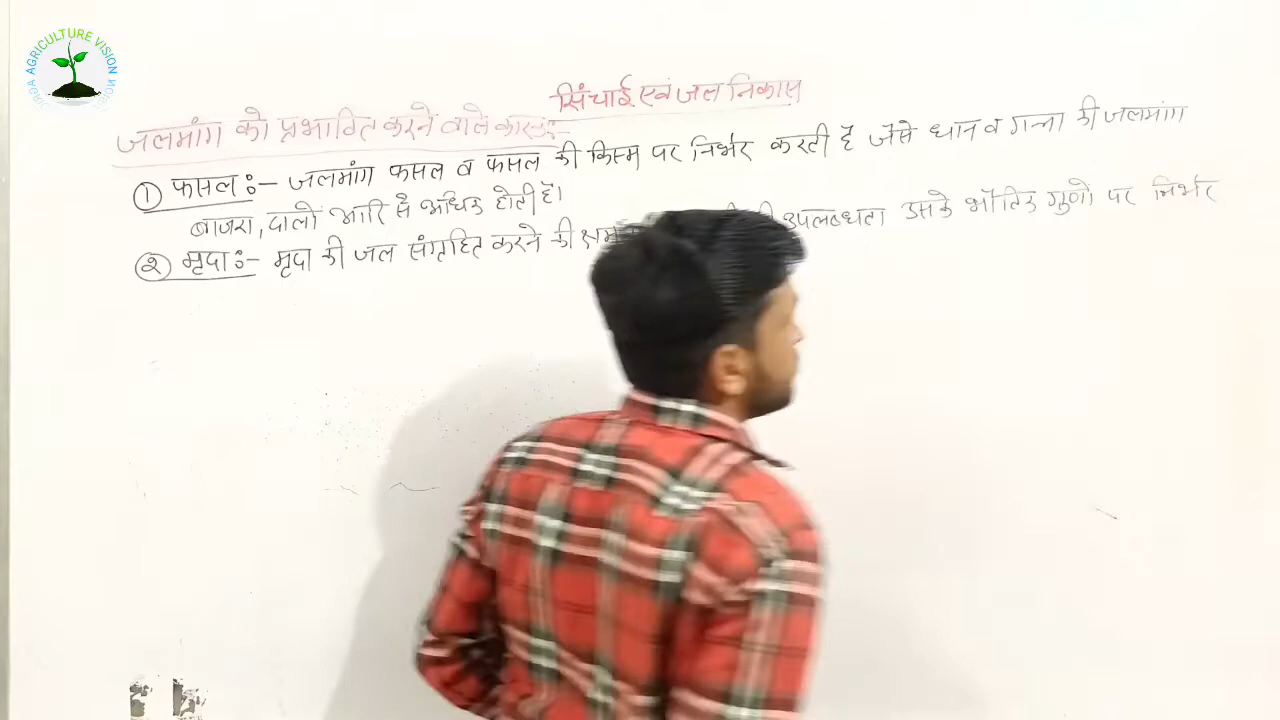 AGRICULTURE VISION
सिंचाई एवं जल निकास
जलमांग को प्रभावित करने वाले कारक :-
① फसल :- जलमांग फसल व फसल की किस्म पर निर्भर करती है जैसे धान व गन्ना की जलमांग
बाजरा, दालों आदि से अधिक होती है।
② मृदा :- मृदा की जल संग्रहित करने की उपलब्धता उसके भौतिक गुणों पर निर्भर